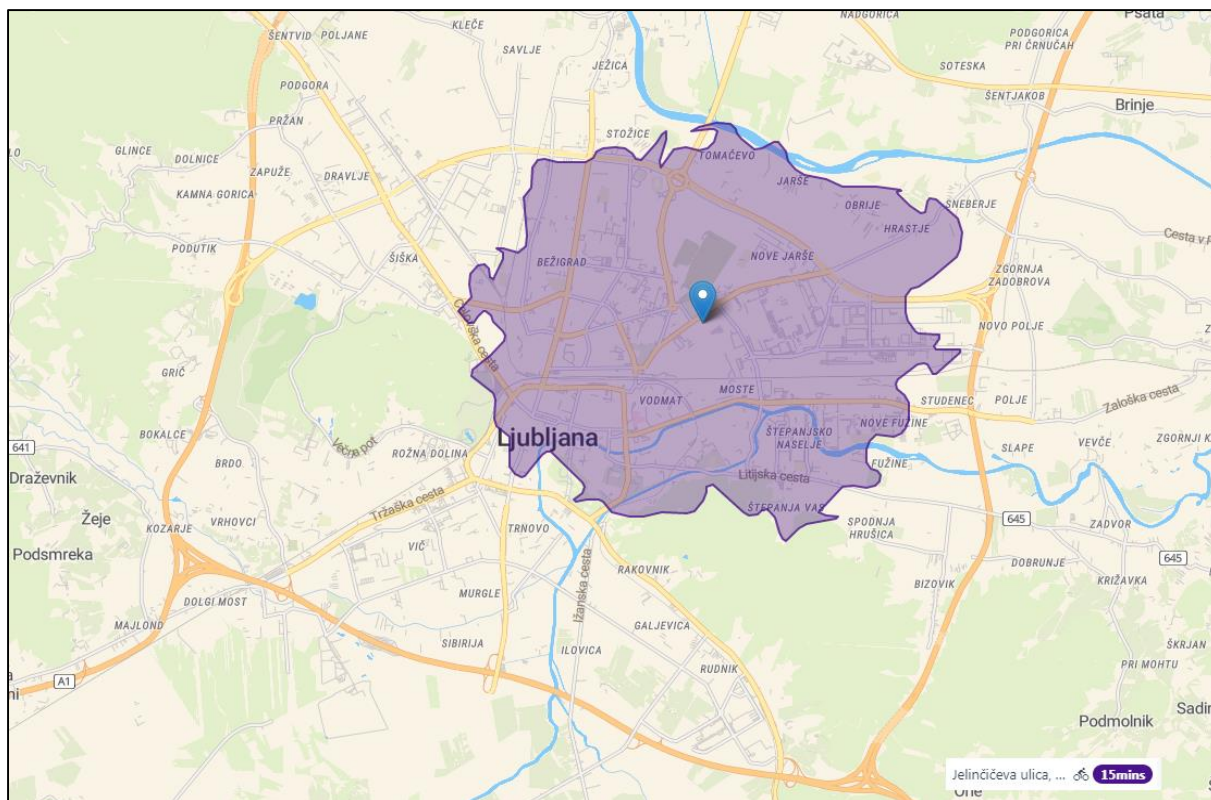 KLEČE
NADGORICA
Psata
ŠENTVID
POLJANE
SAVLJE
JEŽICA
PODGORICA
PRI ČRNUČAH
SOTESKA
PODGORA
ŠENTJAKOB
Brinje
PRŽAN
STOŽICE
GLINCE
DOLNICE
TOMAČEVO
ZAPUŽE
DRAVLJE
JARŠE
KAMNA GORICA
OBRIJE
SNEBERJE
HRASTJE
PODUTIK
ŠIŠKA
BEŽIGRAD
NOVE JARŠE
ZGORNJA
ZADOBROVA
Celovška cesta
NOVO POLJE
GRIČ
MOSTE
VODMAT
STUDENEC
POLJE
Zaloška cesta
BOKALCE
Večna pot
ROŽNA DOLINA
Ljubljana
ŠTEPANJSKO
NASELJE
NOVE FUŽINE
641
BRDO
FUŽINE
SLAPE
VEVČE
Draževnik
Litijska cesta
Tržaška cesta
ŠTEPANJA VAS
Žeje
KOZARJE
VRHOVCI
TRNOVO
SPODNJA
HRUŠICA
645
ZADVOR
Podsmreka
VIČ
RAKOVNIK
BIZOVIK
DOBRUNJE
645
KRIŽAVKA
DOLGI MOST
MURGLE
Ižanska cesta
MAJLOND
SIBIRIJA
ILOVICA
GALJEVICA
RUDNIK
ŠKRJAN
PRI MOHTU
A1
Podmolnik
Jelinčičeva ulica, ... 15mins